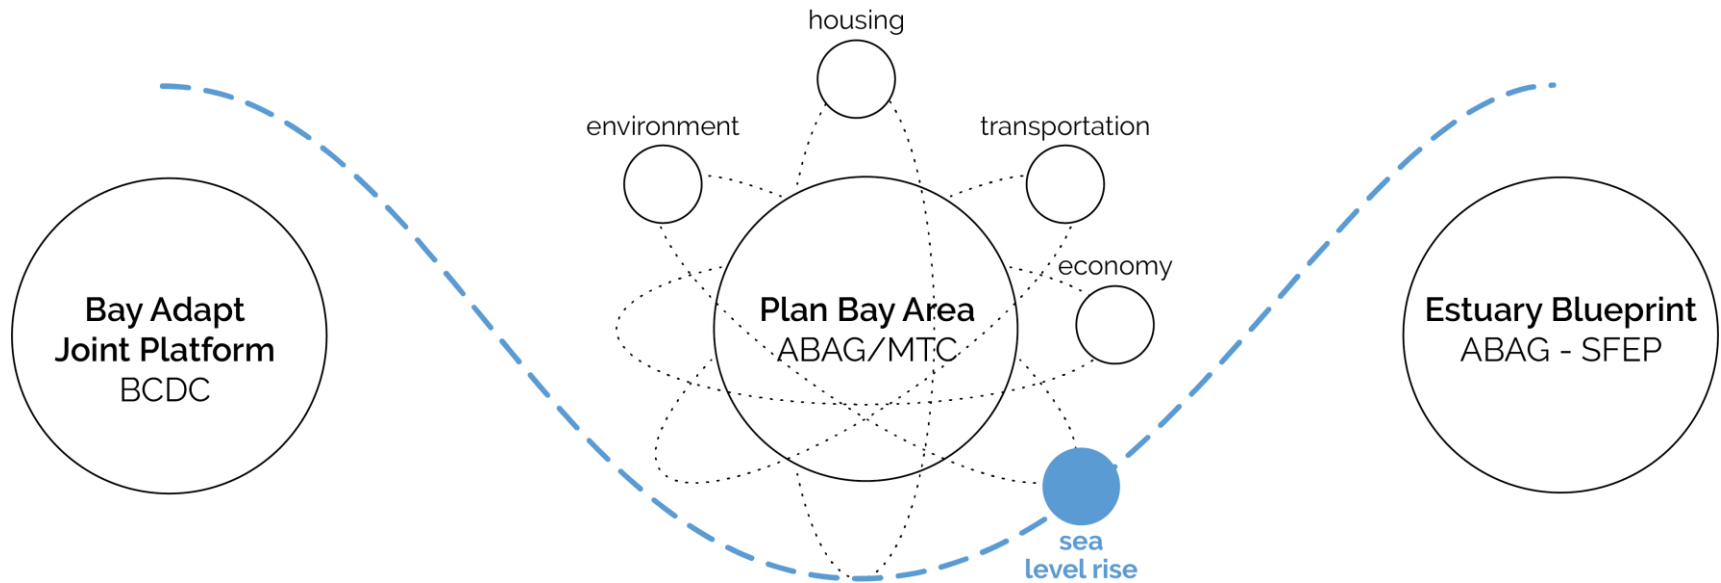 housing
environment
transportation
economy
Bay Adapt
Joint Platform
BCDC
Plan Bay Area
ABAG/MTC
Estuary Blueprint
ABAG - SFEP
sea
level rise